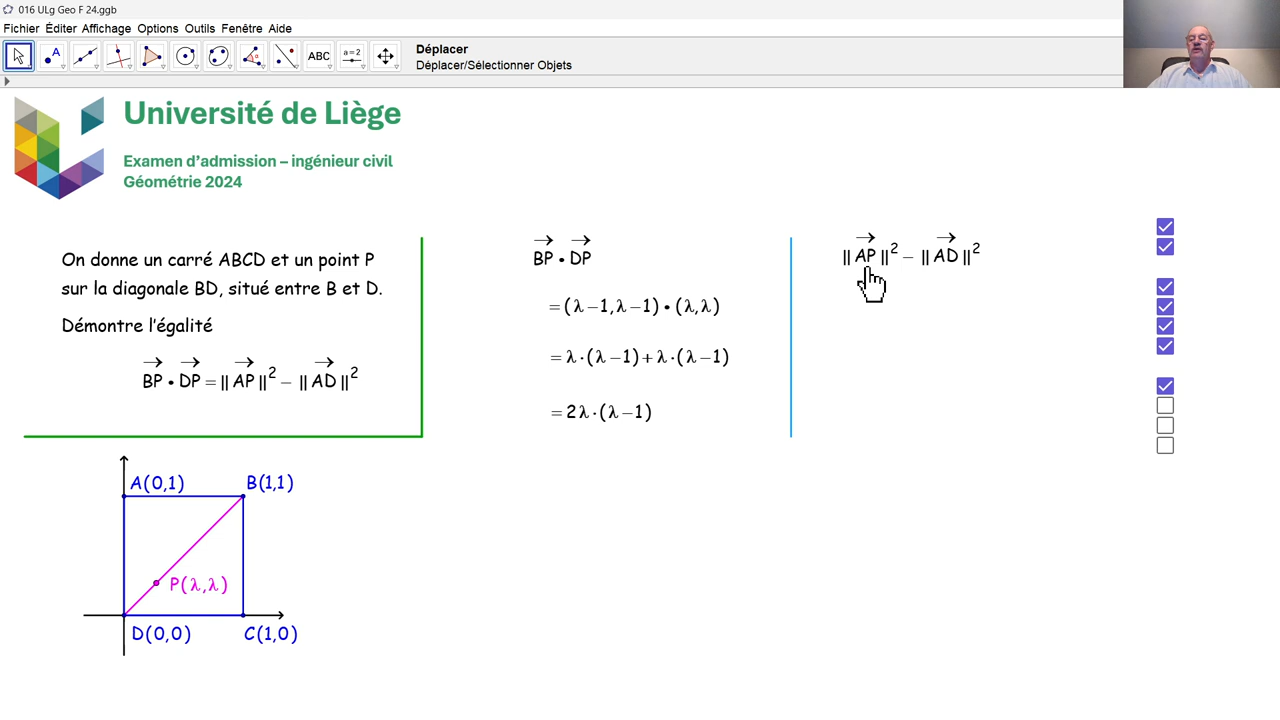 016 ULg Geo F 24.ggb
Fichier Éditer Affichage Options Outils Fenêtre Aide
A
ABC
a=2
Déplacer
Déplacer/Sélectionner Objets
Université de Liège
Examen d'admission – ingénieur civil
Géométrie 2024
On donne un carré ABCD et un point P
sur la diagonale BD, situé entre B et D.
Démontre l'égalité
BP • DP = || AP ||² – || AD ||²
BP • DP
= (λ – 1, λ – 1) • (λ, λ)
= λ · (λ – 1) + λ · (λ – 1)
= 2 λ · (λ – 1)
|| AP ||² – || AD ||²
A(0,1)
B(1,1)
P(λ,λ)
D(0,0)
C(1,0)